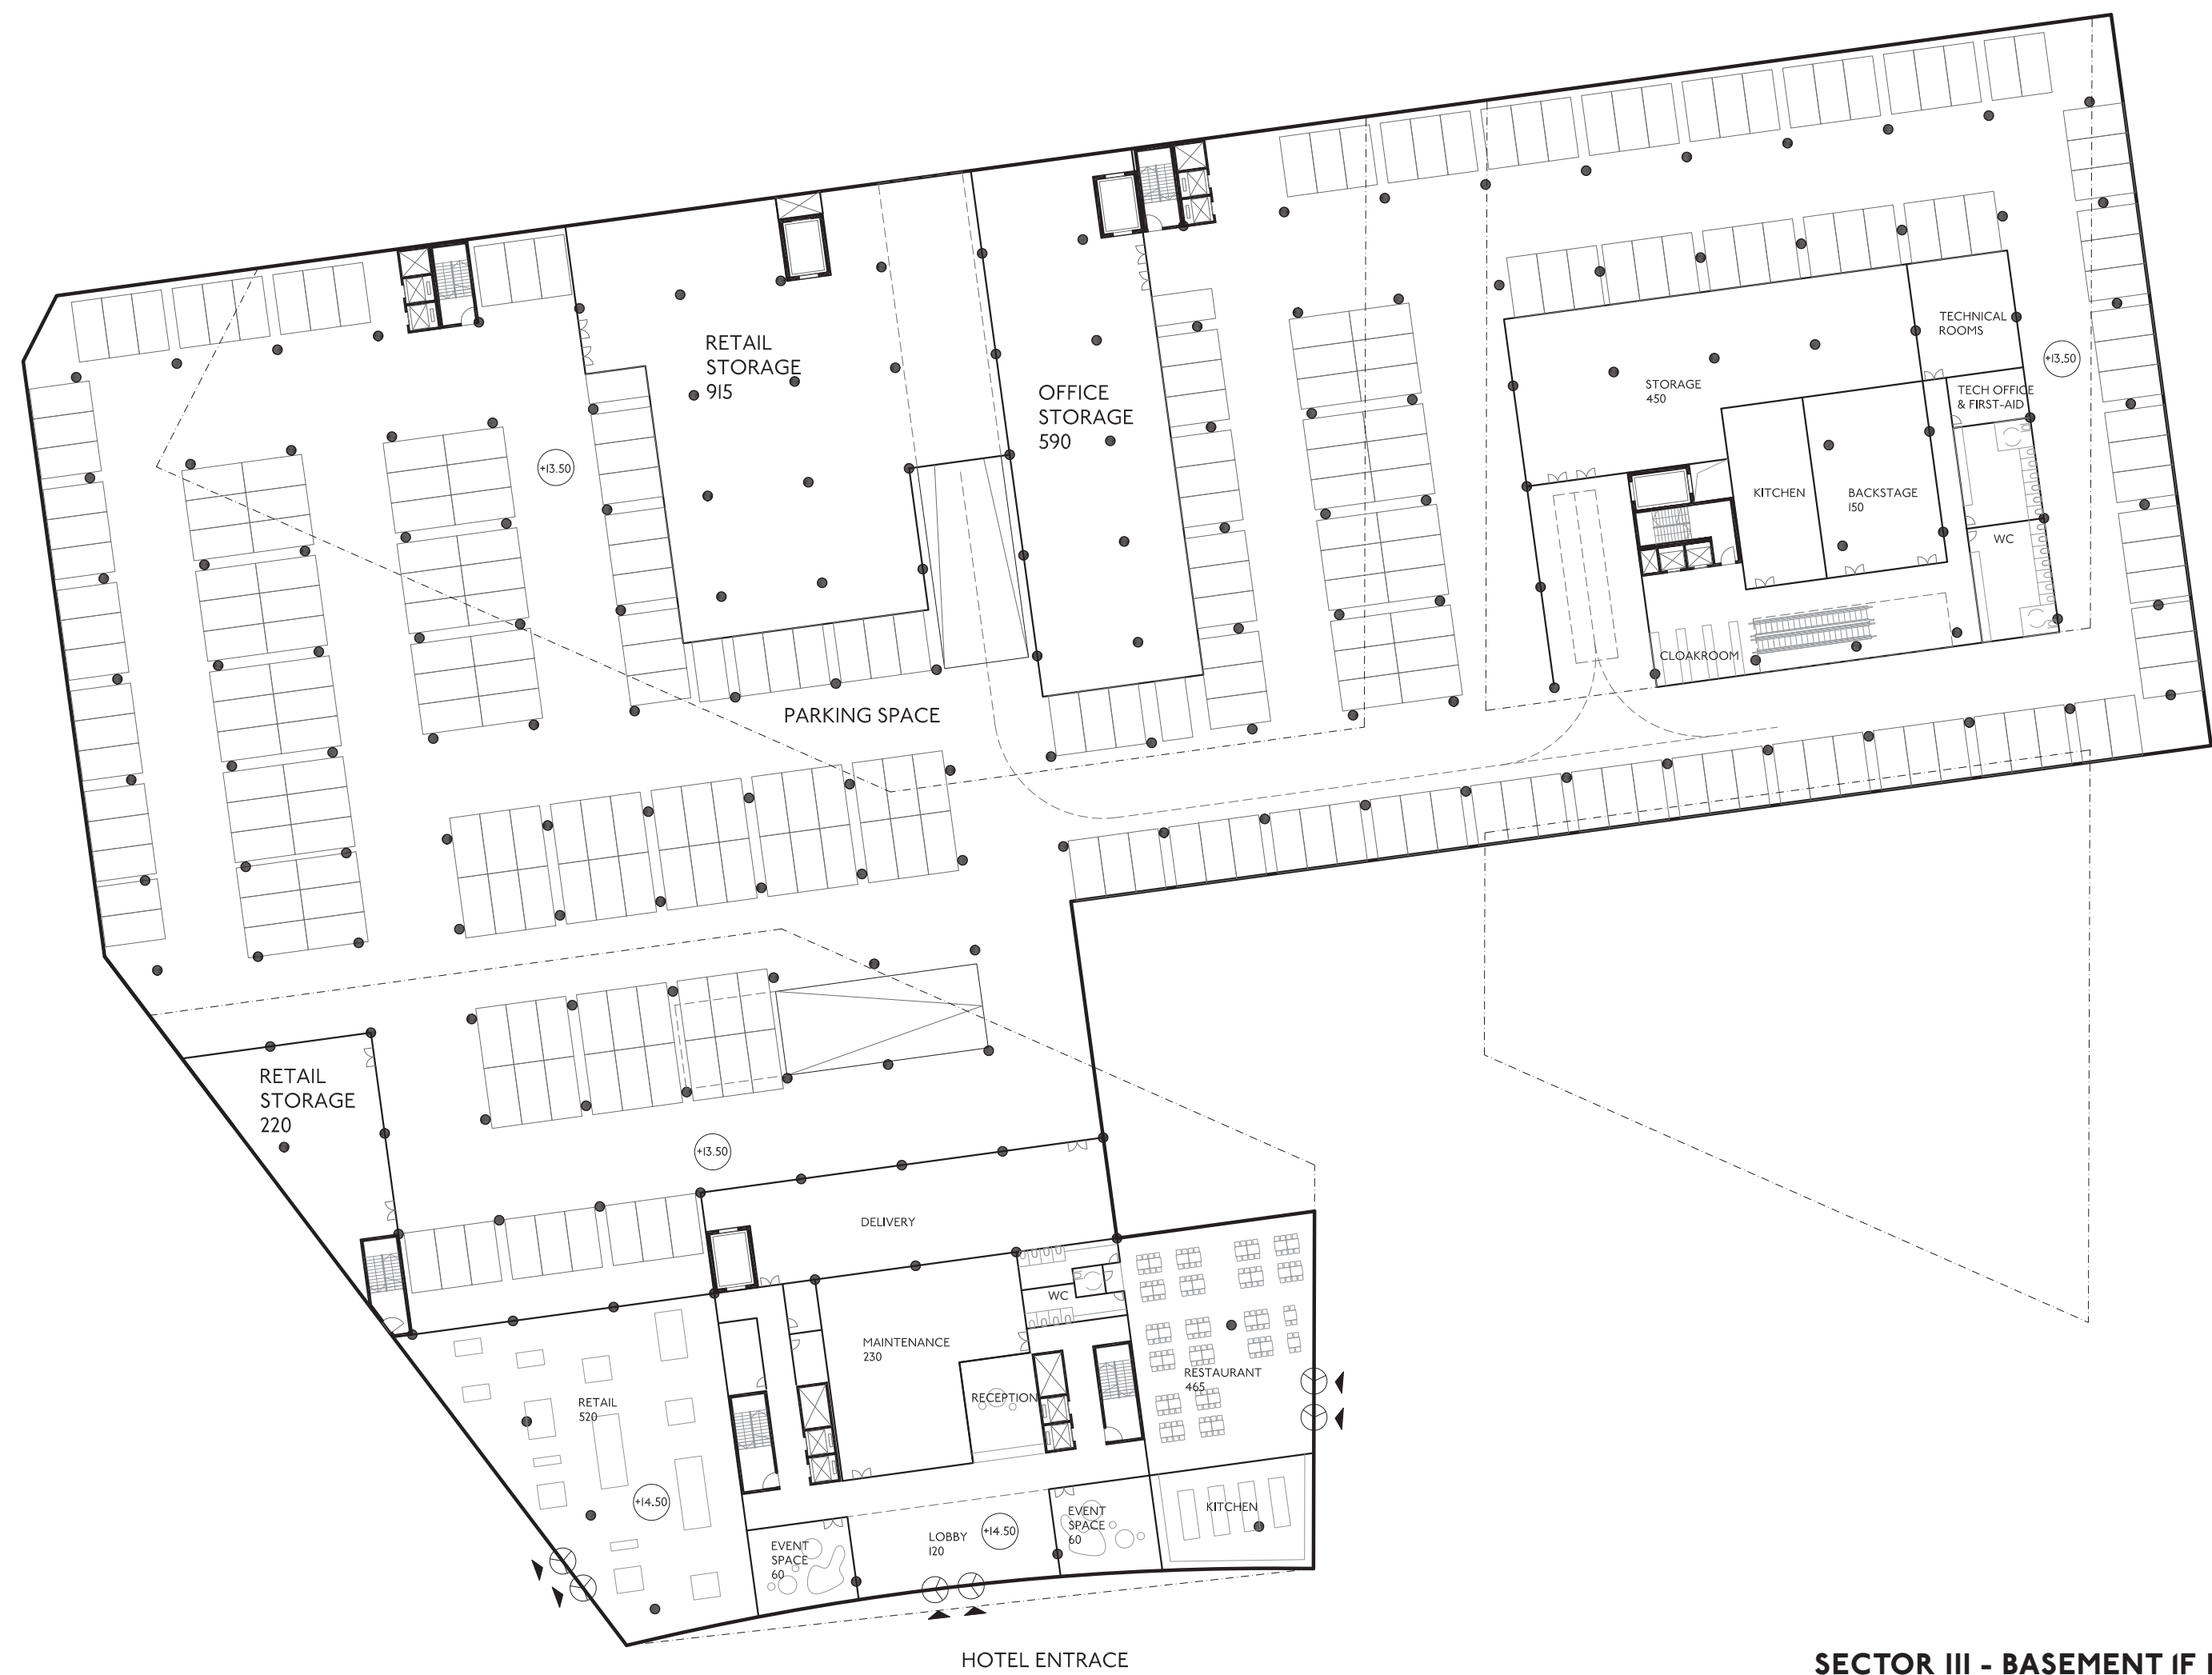 RETAIL
STORAGE
915
OFFICE
STORAGE
590
+13.50
TECHNICAL
ROOMS
+13.50
STORAGE
450
TECH OFFICE
& FIRST-AID
KITCHEN
BACKSTAGE
150
WC
CLOAKROOM
PARKING SPACE
RETAIL
STORAGE
220
+13.50
DELIVERY
WC
MAINTENANCE
230
RECEPTION
RESTAURANT
465
RETAIL
520
+14.50
EVENT
SPACE
60
LOBBY
120
+14.50
EVENT
SPACE
60
KITCHEN
HOTEL ENTRACE
SECTOR III - BASEMENT 1F